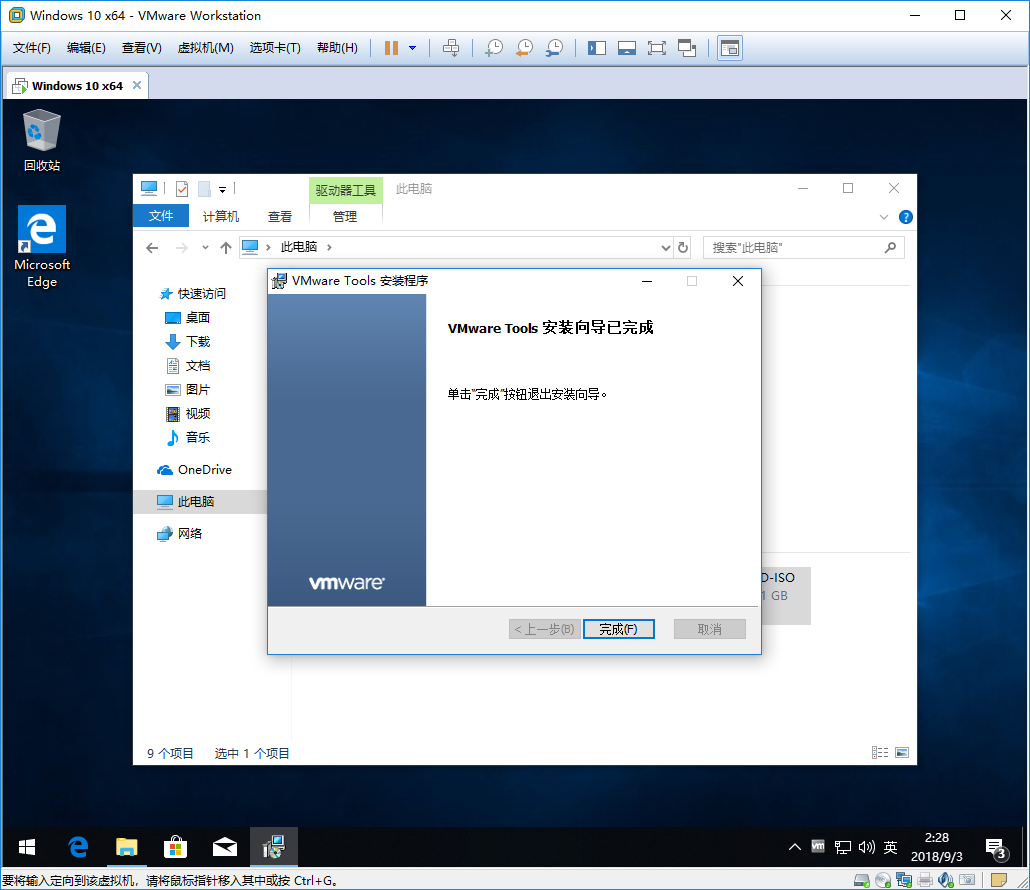 Windows 10 x64 - VMware Workstation
文件(F) 编辑(E) 查看(V) 虚拟机(M) 选项卡(T) 帮助(H)
Windows 10 x64
回收站
Microsoft
Edge
驱动器工具 此电脑
文件 计算机 查看 管理
此电脑
搜索"此电脑"
VMware Tools 安装程序
快速访问
桌面
下载
文档
图片
视频
音乐
OneDrive
此电脑
网络
VMware Tools 安装向导已完成
单击"完成"按钮退出安装向导。
vmware®
D-ISO
1 GB
< 上一步(B) 完成(F) 取消
9 个项目 选中 1 个项目
vm 英
2:28
2018/9/3
3
要将输入定向到该虚拟机，请将鼠标指针移入其中或按 Ctrl+G。